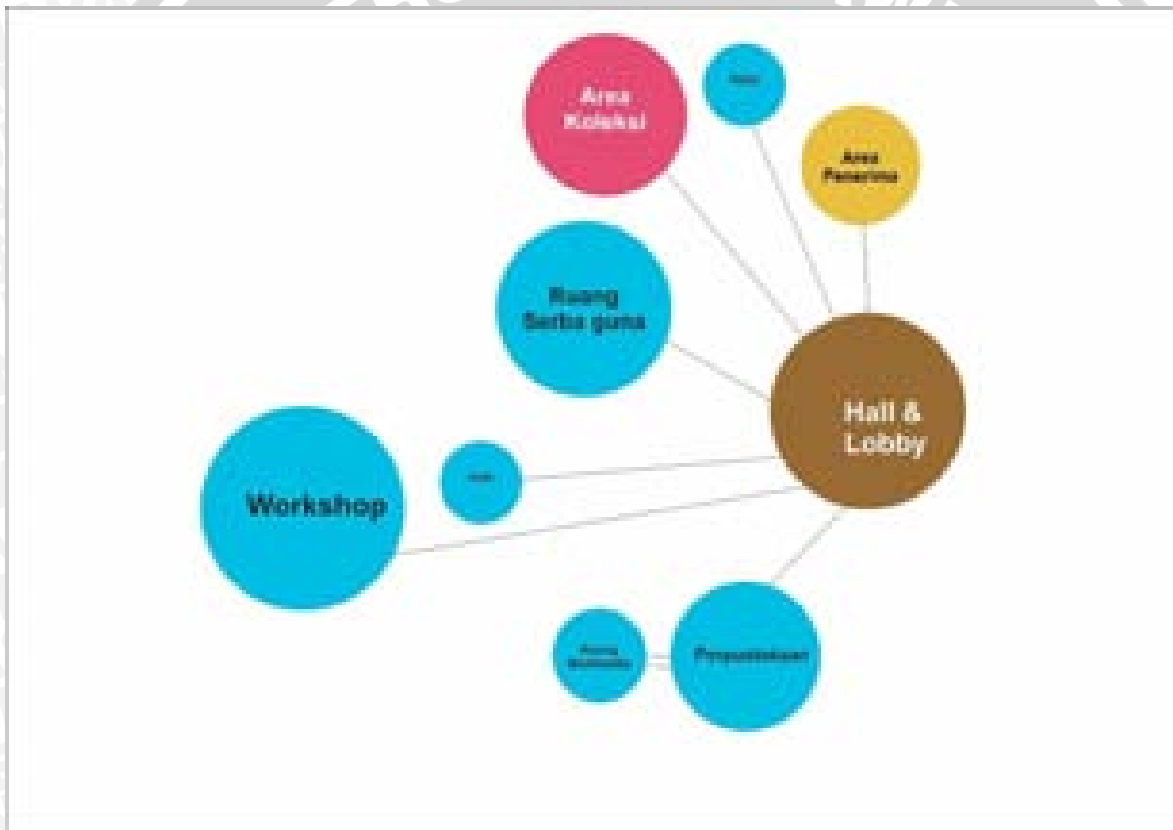 Area
Koleksi
Area
Penerima
Ruang
Serba guna
Hall &
Lobby
Workshop
Perpustakaan